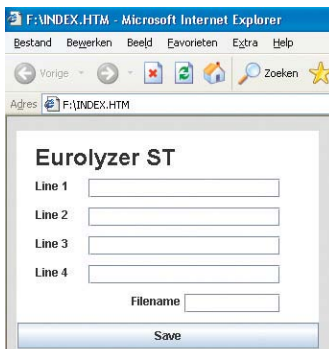 F:\INDEX.HTM - Microsoft Internet Explorer
Bestand Bewerken Beeld Favorieten Extra Help
Vorige Zoeken
Adres F:\INDEX.HTM
Eurolyzer ST
Line 1
Line 2
Line 3
Line 4
Filename
Save